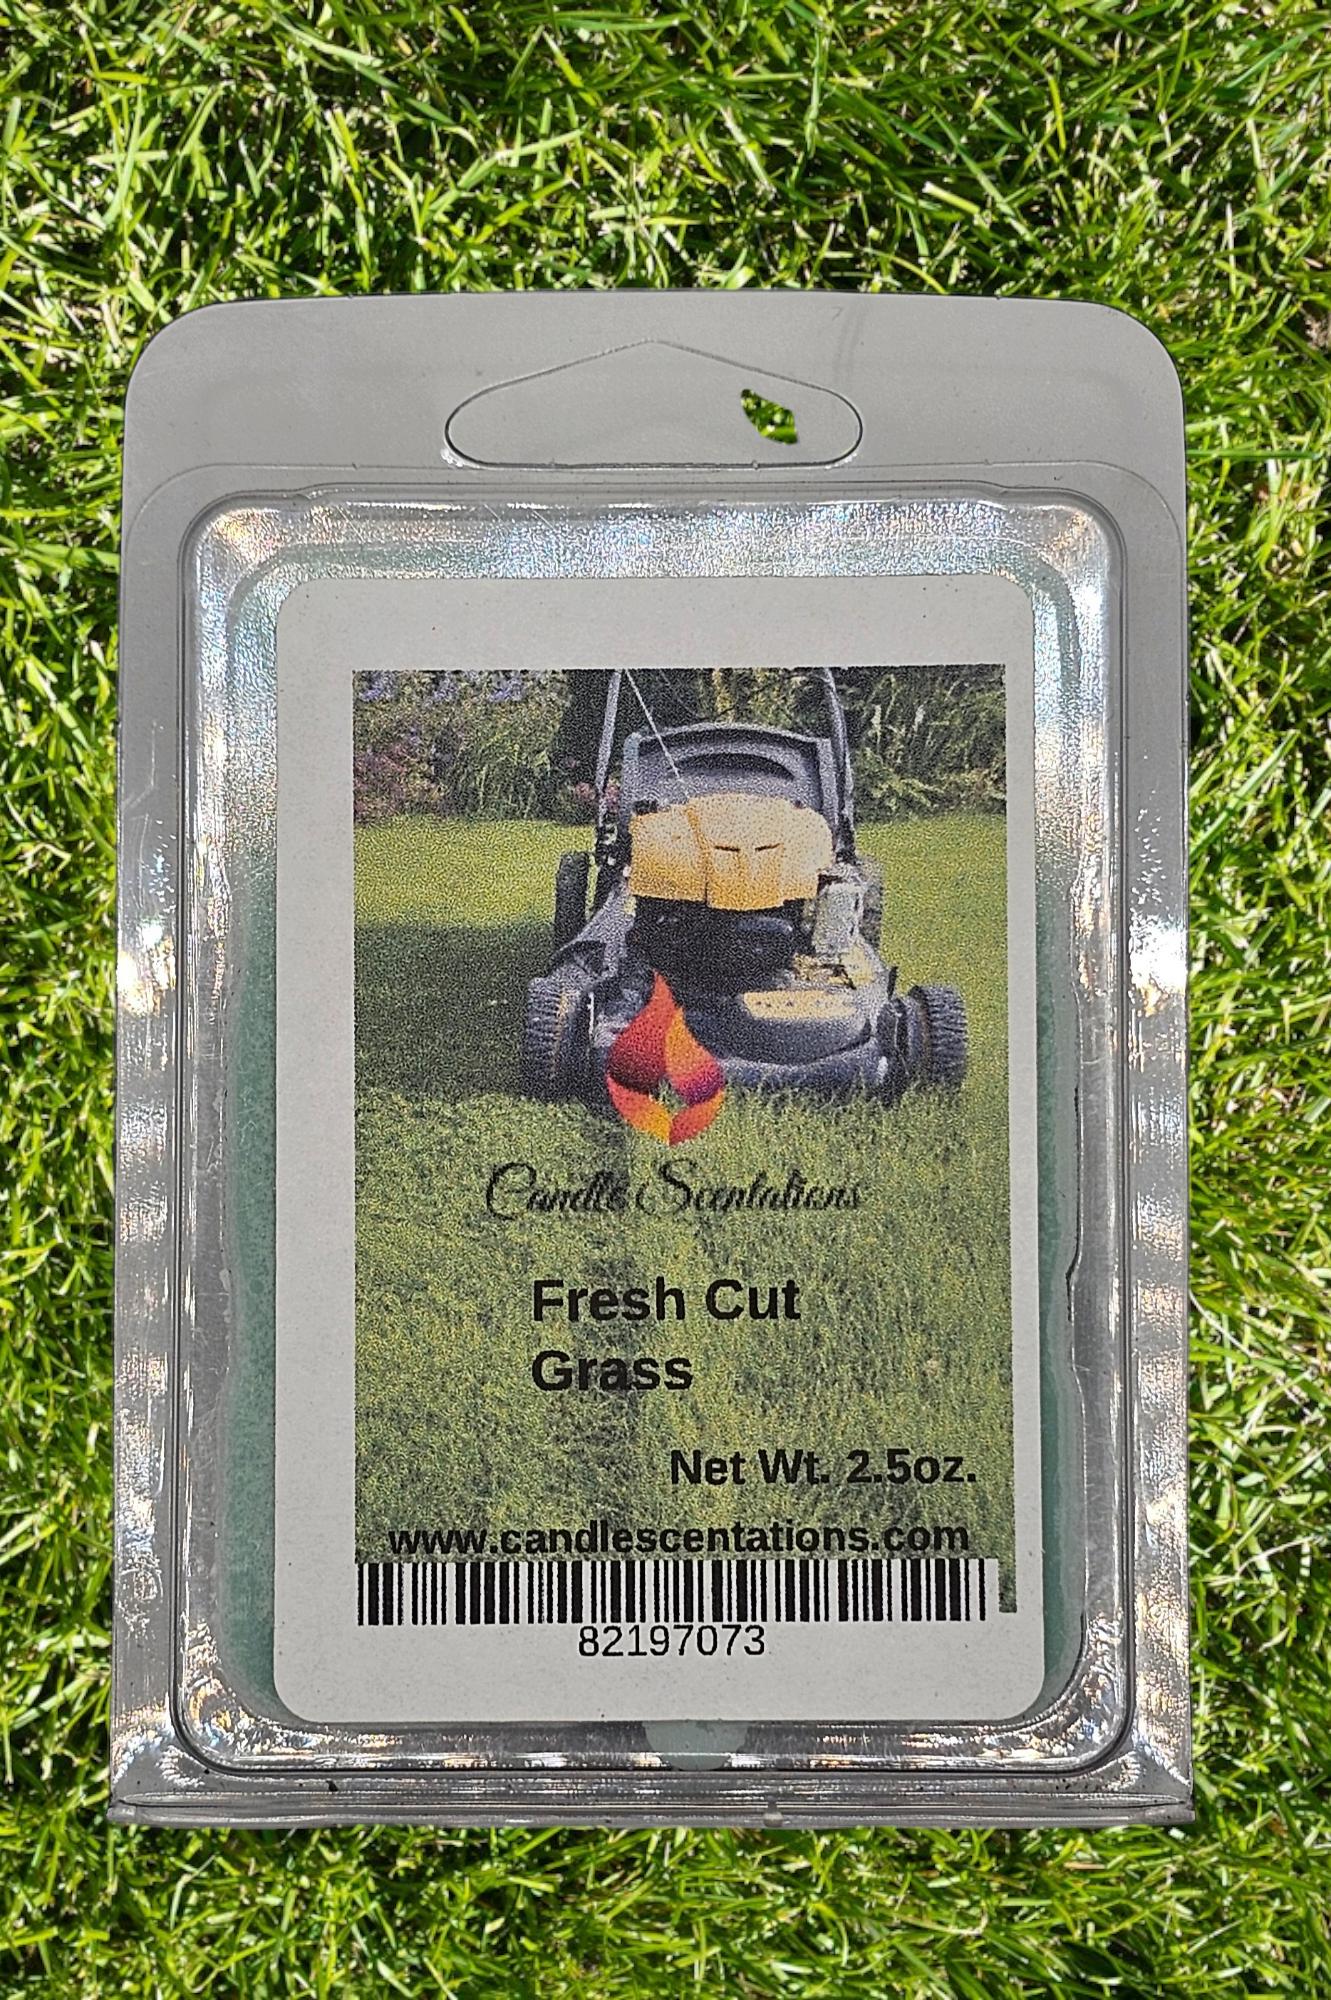 Candle Scentations
Fresh Cut
Grass
Net Wt. 2.5oz.
www.candlescentations.com
82197073